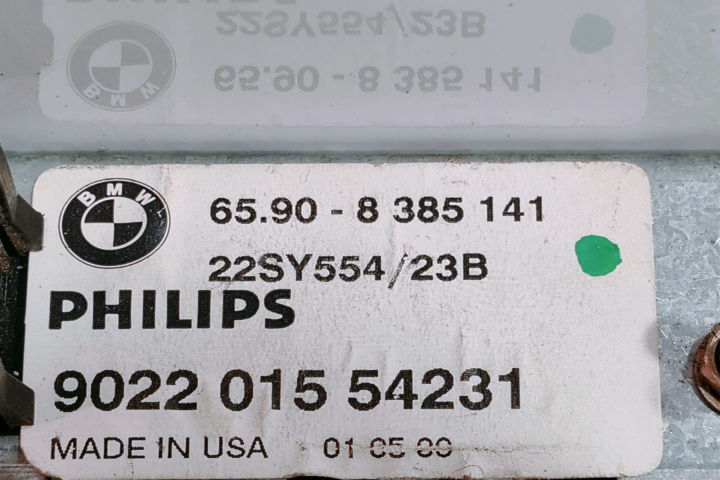 BMW
65.90 - 8 385 141
22SY554/23B
PHILIPS
9022 015 54231
MADE IN USA